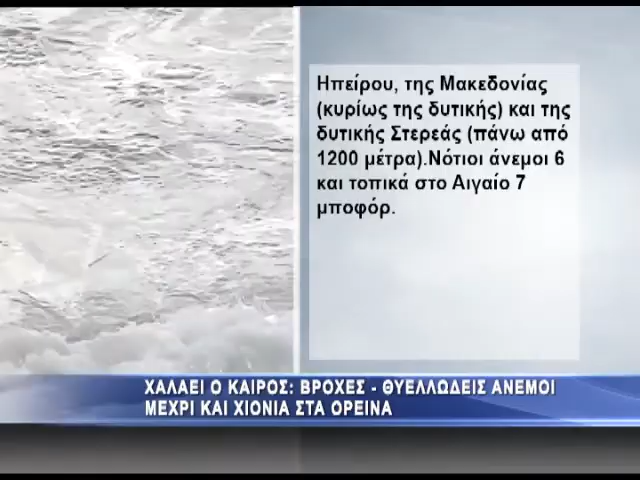 Ηπείρου, της Μακεδονίας
(κυρίως της δυτικής) και της
δυτικής Στερεάς (πάνω από
1200 μέτρα).Νότιοι άνεμοι 6
και τοπικά στο Αιγαίο 7
μποφόρ.
ΧΑΛΑΕΙ Ο ΚΑΙΡΟΣ: ΒΡΟΧΕΣ - ΘΥΕΛΛΩΔΕΙΣ ΑΝΕΜΟΙ
ΜΕΧΡΙ ΚΑΙ ΧΙΟΝΙΑ ΣΤΑ ΟΡΕΙΝΑ